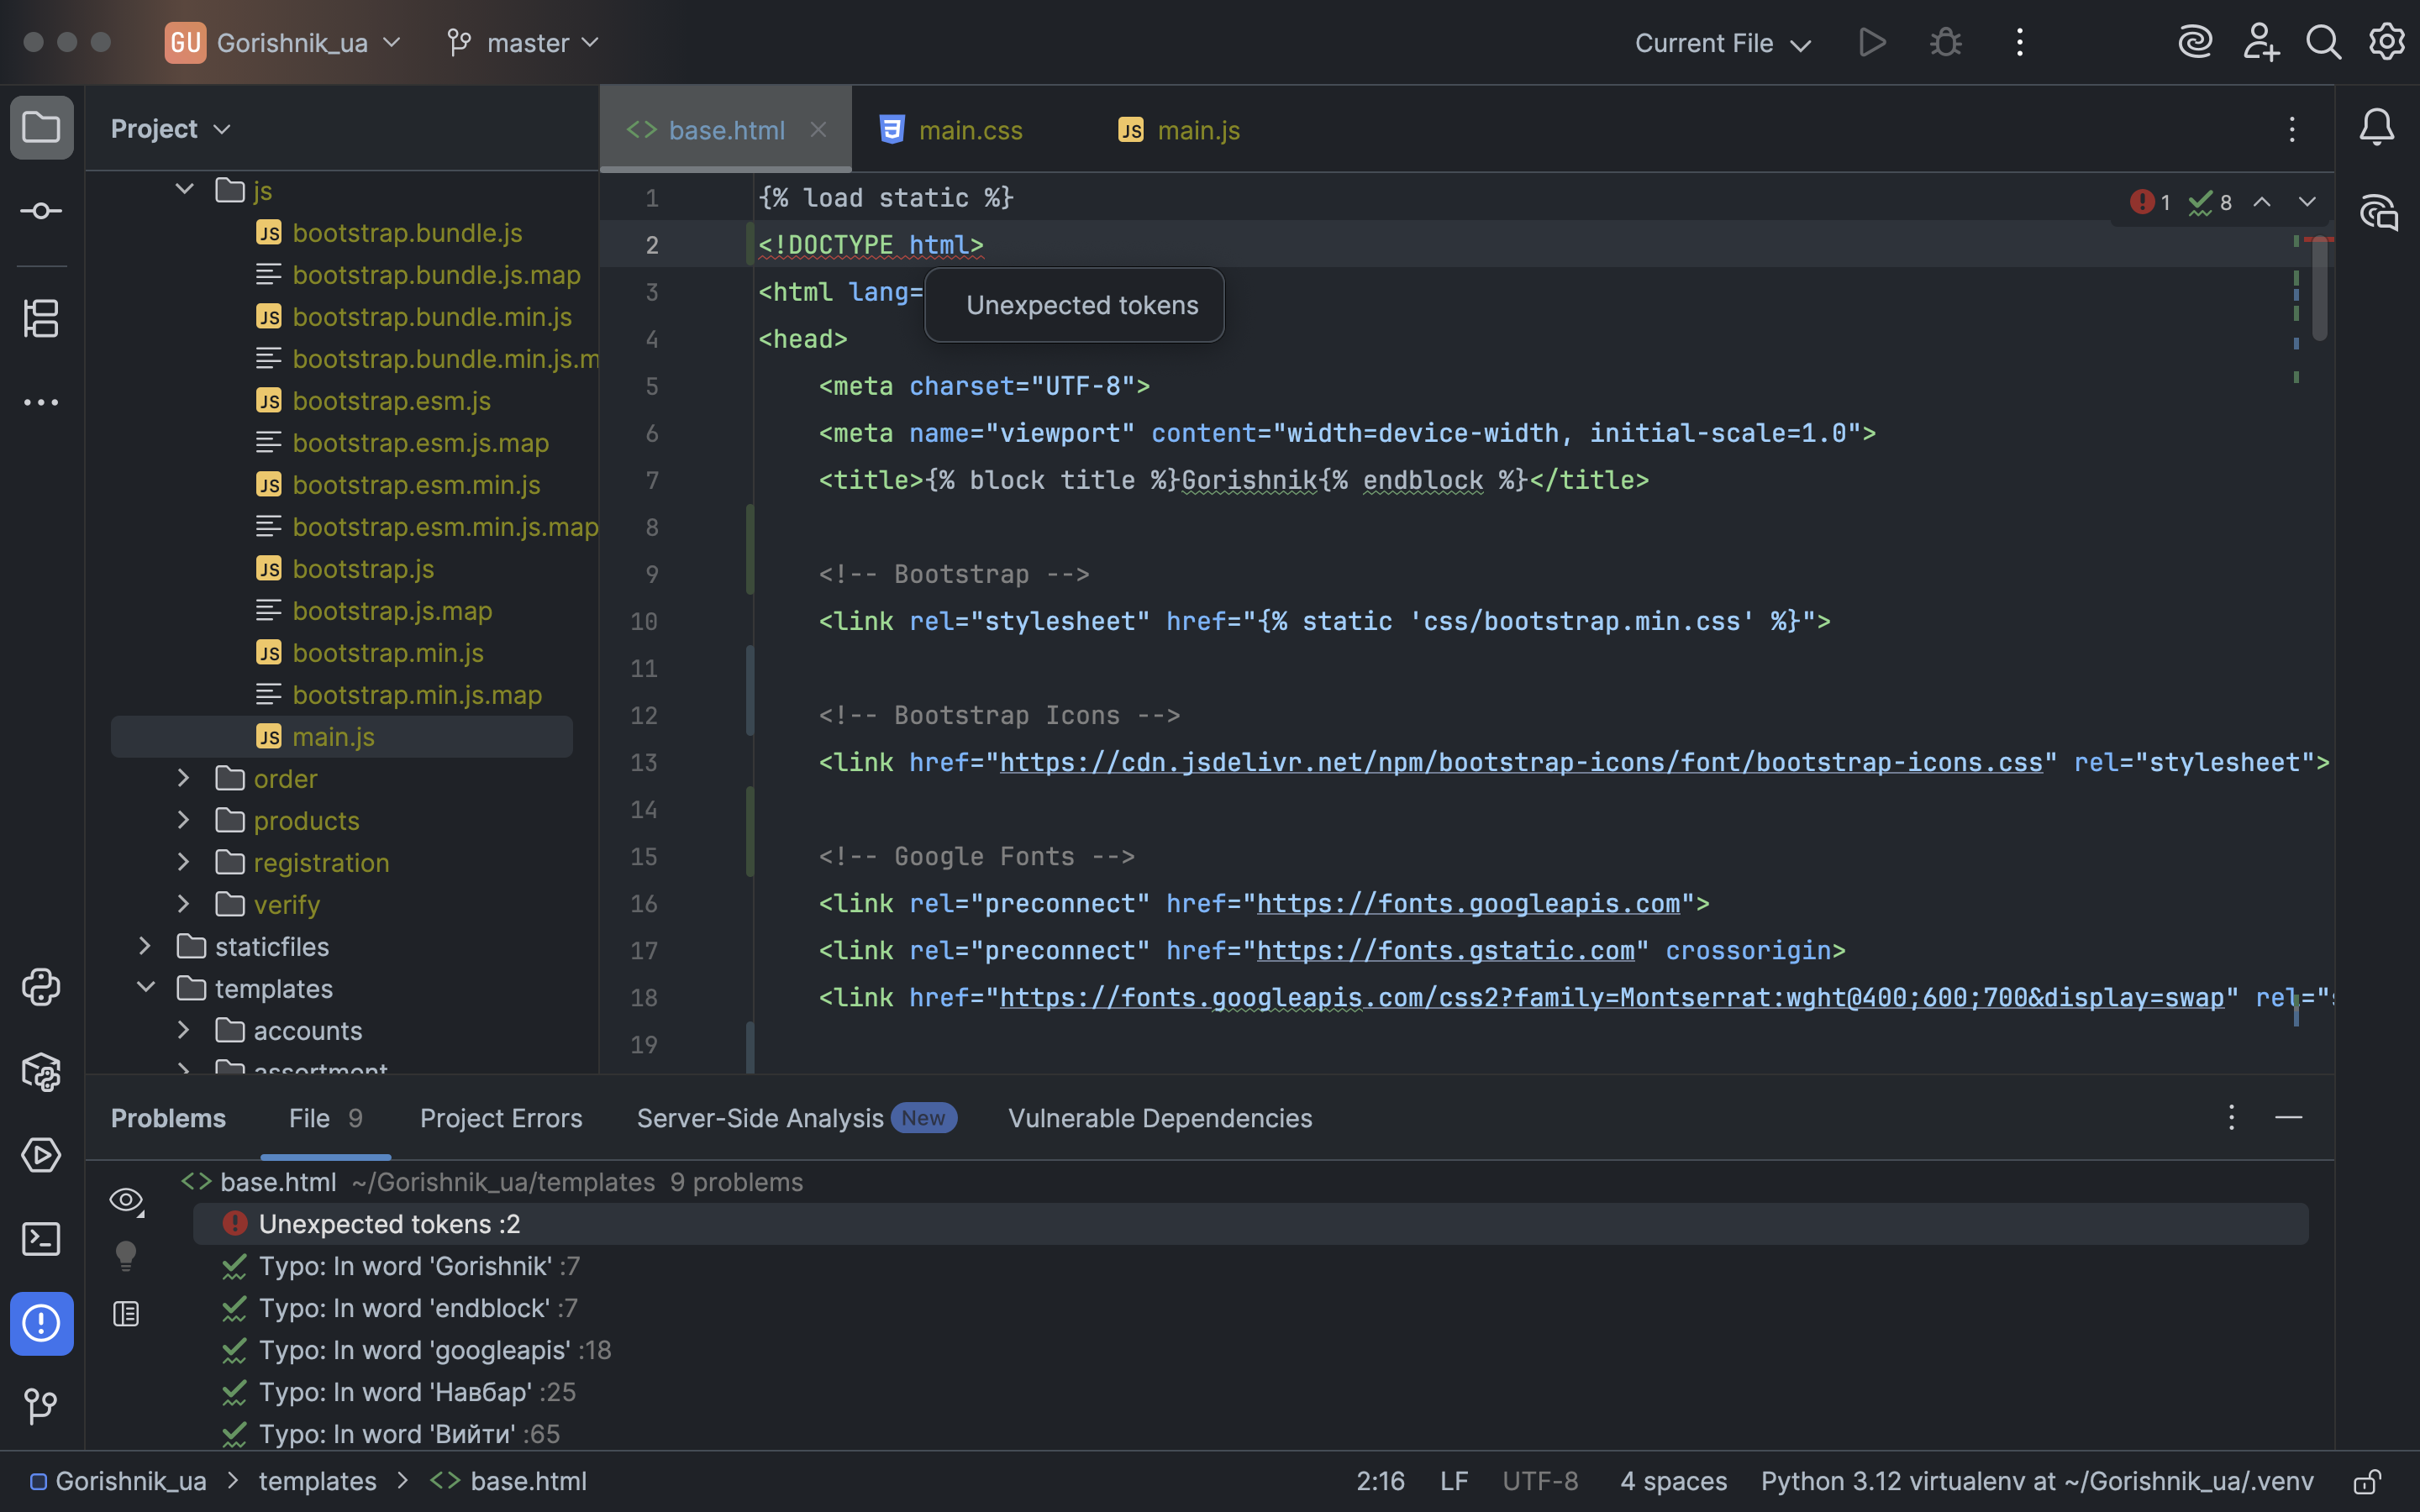 GU Gorishnik_ua master Current File
Project
base.html main.css main.js
js
JS bootstrap.bundle.js
bootstrap.bundle.js.map
JS bootstrap.bundle.min.js
bootstrap.bundle.min.js.m
JS bootstrap.esm.js
bootstrap.esm.js.map
JS bootstrap.esm.min.js
bootstrap.esm.min.js.map
JS bootstrap.js
bootstrap.js.map
JS bootstrap.min.js
bootstrap.min.js.map
JS main.js
order
products
registration
verify
staticfiles
templates
accounts
assortment
1 {% load static %}
1 8
2 <!DOCTYPE html>
3 <html lang=
Unexpected tokens
4 <head>
5 <meta charset="UTF-8">
6 <meta name="viewport" content="width=device-width, initial-scale=1.0">
7 <title>{% block title %}Gorishnik{% endblock %}</title>
8
9 <!-- Bootstrap -->
10 <link rel="stylesheet" href="{% static 'css/bootstrap.min.css' %}">
11
12 <!-- Bootstrap Icons -->
13 <link href="https://cdn.jsdelivr.net/npm/bootstrap-icons/font/bootstrap-icons.css" rel="stylesheet">
14
15 <!-- Google Fonts -->
16 <link rel="preconnect" href="https://fonts.googleapis.com">
17 <link rel="preconnect" href="https://fonts.gstatic.com" crossorigin>
18 <link href="https://fonts.googleapis.com/css2?family=Montserrat:wght@400;600;700&display=swap" rel="s
19
Problems File 9 Project Errors Server-Side Analysis New Vulnerable Dependencies
base.html ~/Gorishnik_ua/templates 9 problems
Unexpected tokens :2
Typo: In word 'Gorishnik' :7
Typo: In word 'endblock' :7
Typo: In word 'googleapis' :18
Typo: In word 'Навбар' :25
Typo: In word 'Вийти' :65
Gorishnik_ua > templates > base.html 2:16 LF UTF-8 4 spaces Python 3.12 virtualenv at ~/Gorishnik_ua/.venv